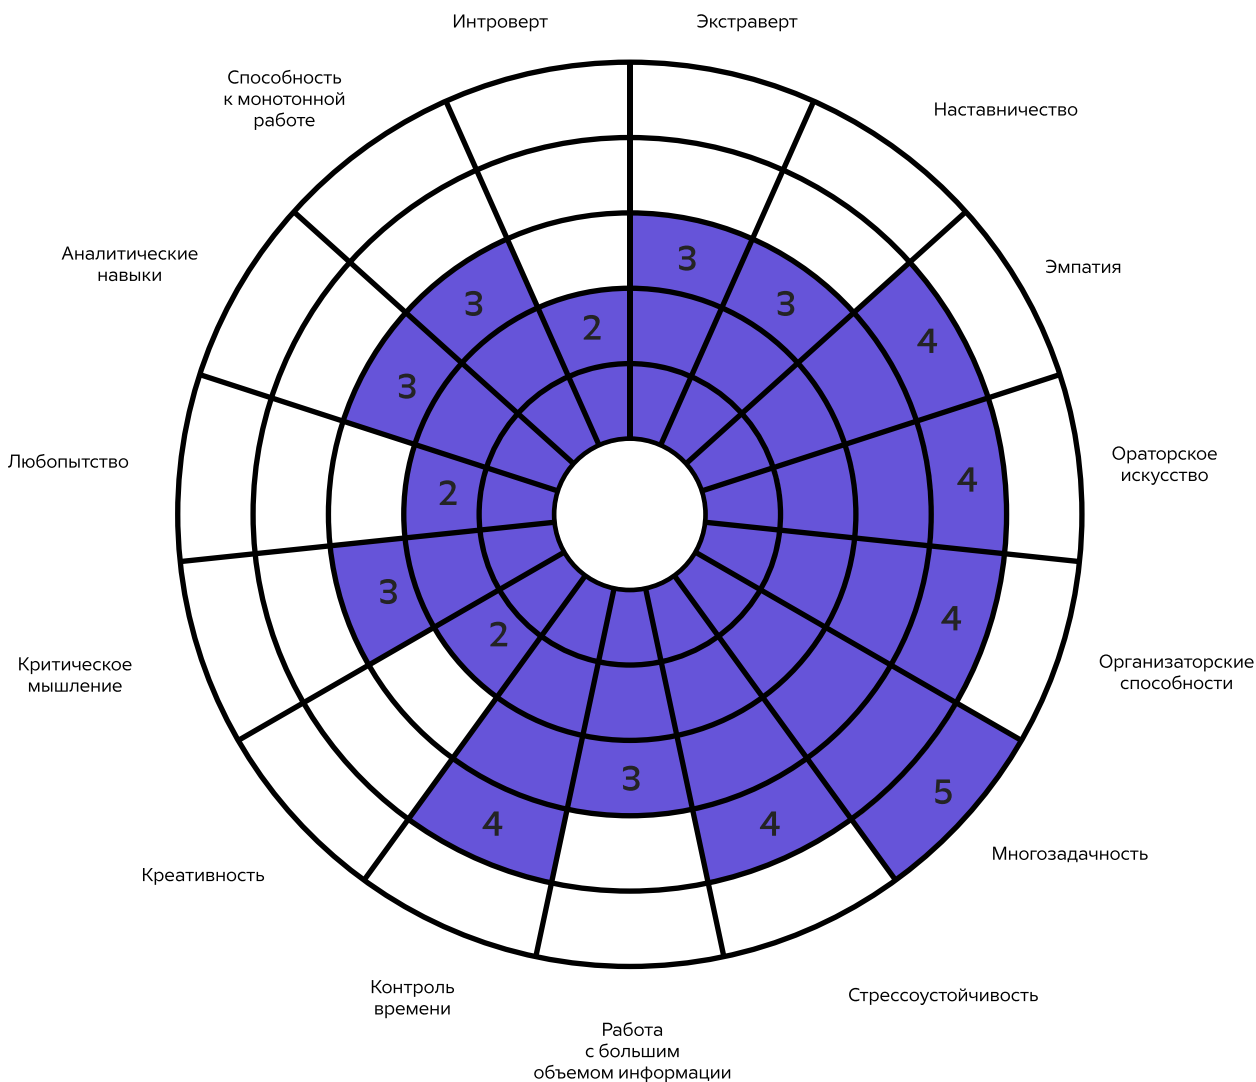 Интроверт
Экстраверт
Способность
к монотонной
работе
Наставничество
Аналитические
навыки
Эмпатия
3
3
3
2
4
3
Любопытство
Ораторское
искусство
2
4
3
4
2
Критическое
мышление
Организаторские
способности
3
5
4
4
Креативность
Многозадачность
Контроль
времени
Стрессоустойчивость
Работа
с большим
объемом информации